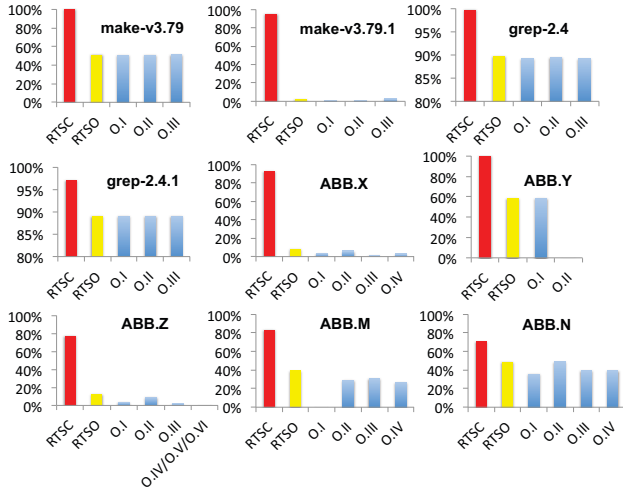 make-v3.79
100%
80%
60%
40%
20%
0%
RTSC
RTSO
O.I
O.II
O.III
make-v3.79.1
100%
80%
60%
40%
20%
0%
RTSC
RTSO
O.I
O.II
O.III
grep-2.4
100%
95%
90%
85%
80%
RTSC
RTSO
O.I
O.II
O.III
grep-2.4.1
100%
95%
90%
85%
80%
RTSC
RTSO
O.I
O.II
O.III
ABB.X
100%
80%
60%
40%
20%
0%
RTSC
RTSO
O.I
O.II
O.III
O.IV
ABB.Y
100%
80%
60%
40%
20%
0%
RTSC
RTSO
O.I
O.II
ABB.Z
100%
80%
60%
40%
20%
0%
RTSC
RTSO
O.I
O.II
O.III
O.IV/O.V/O.VI
ABB.M
100%
80%
60%
40%
20%
0%
RTSC
RTSO
O.I
O.II
O.III
O.IV
ABB.N
100%
80%
60%
40%
20%
0%
RTSC
RTSO
O.I
O.II
O.III
O.IV